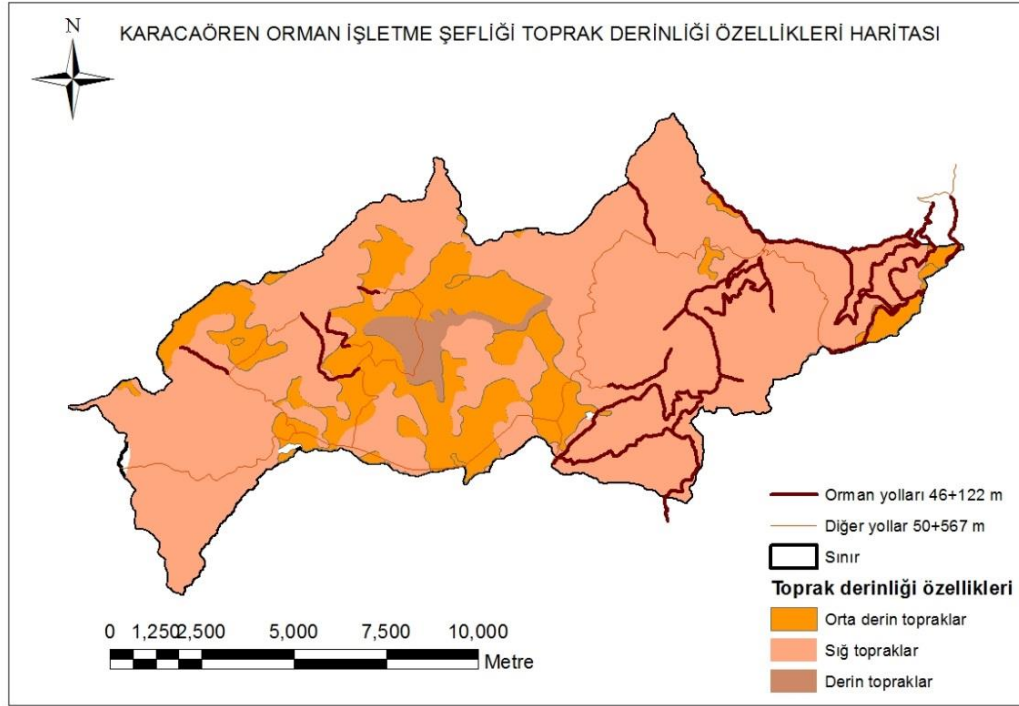 N
KARACAÖREN ORMAN İŞLETME ŞEFLİĞİ TOPRAK DERİNLİĞİ ÖZELLİKLERİ HARİTASI
Orman yolları 46+122 m
Diğer yollar 50+567 m
Sınır
Toprak derinliği özellikleri
Orta derin topraklar
Sığ topraklar
Derin topraklar
0 1,250 2,500 5,000 7,500 10,000
Metre